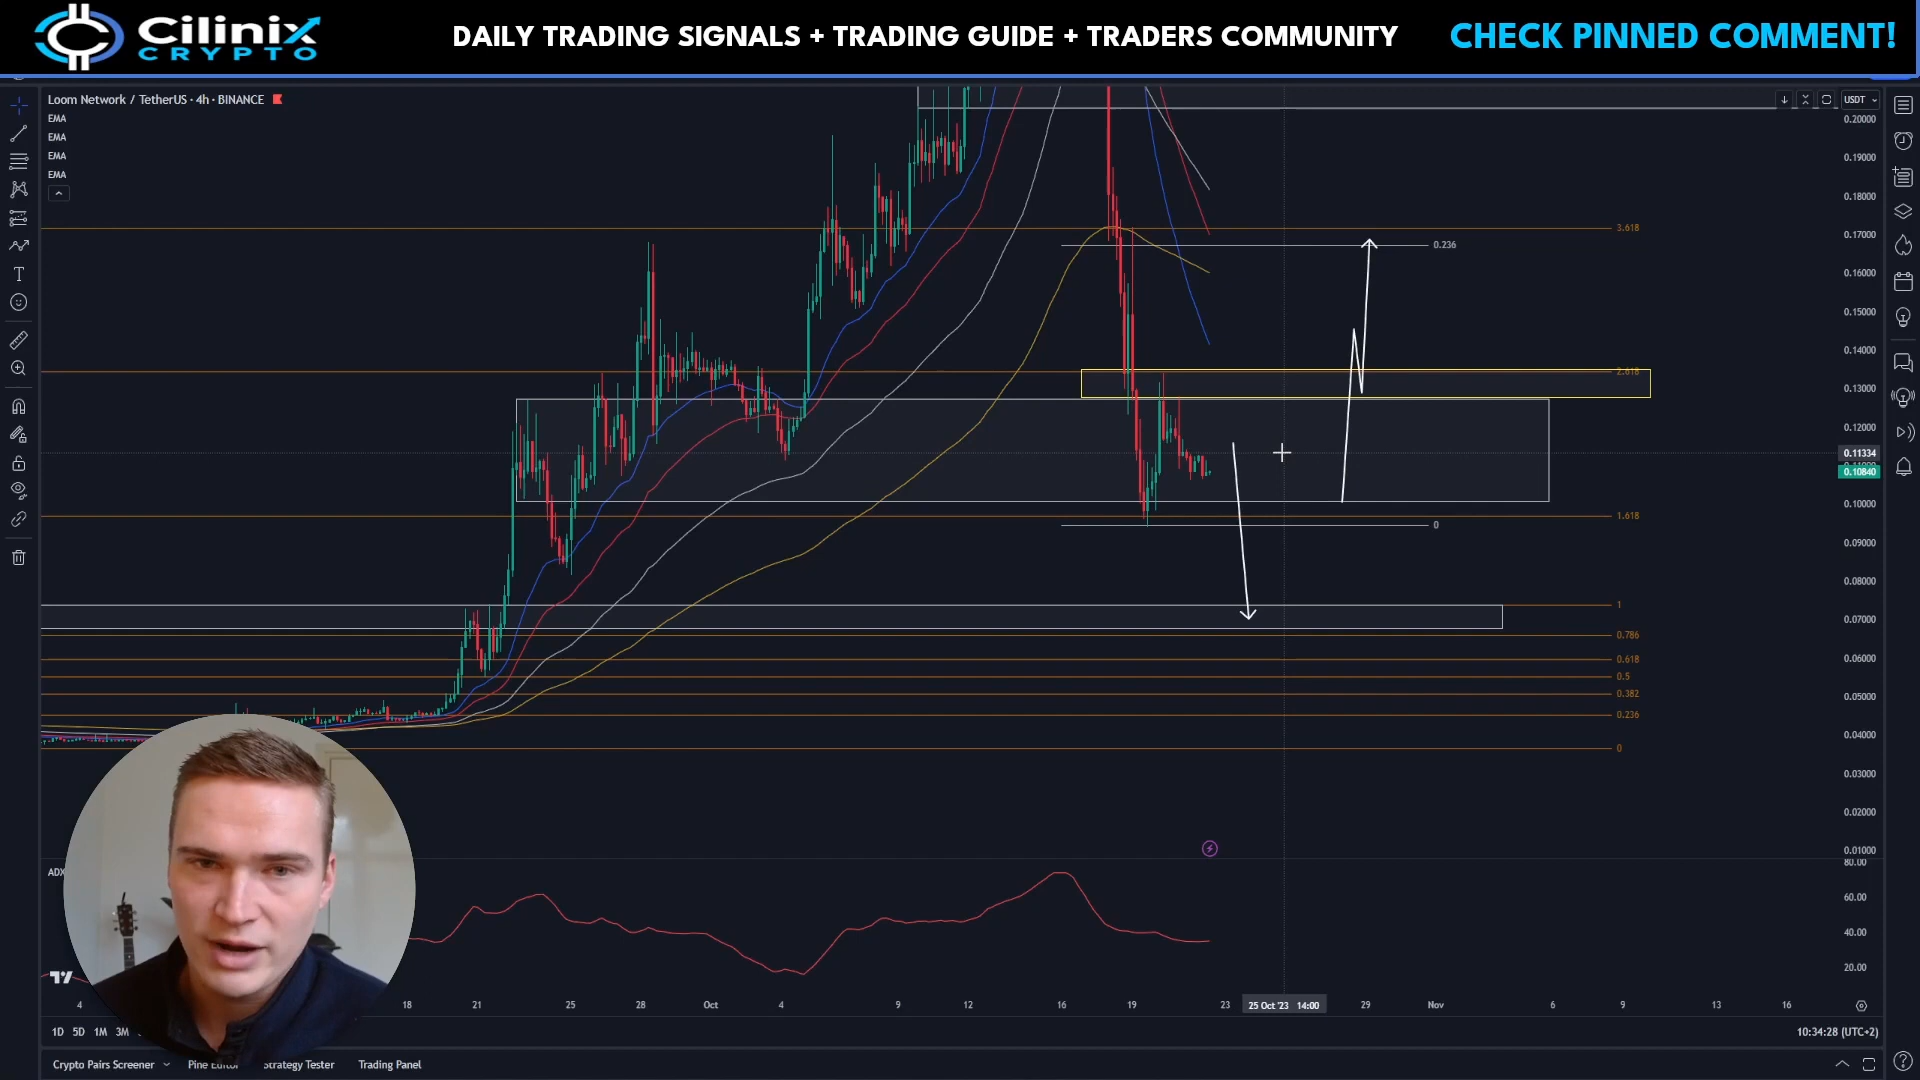 Cilinix
CRYPTO
DAILY TRADING SIGNALS + TRADING GUIDE + TRADERS COMMUNITY
CHECK PINNED COMMENT!
Loom Network / TetherUS · 4h · BINANCE
USDT
EMA
EMA
EMA
EMA
0.20000
0.19000
0.18000
0.17000
0.16000
0.15000
0.14000
0.13000
0.12000
0.11334
0.10840
0.10000
0.09000
0.08000
0.07000
0.06000
0.05000
0.04000
0.03000
0.02000
0.01000
3.618
0.236
2.618
1.618
0
1
0.786
0.618
0.5
0.382
0.236
0
ADX
80.00
60.00
40.00
20.00
4
18
21
25
28
Oct
4
9
12
16
19
23
25 Oct '23 14:00
29
Nov
6
9
13
16
1D 5D 1M 3M
10:34:28 (UTC+2)
Crypto Pairs Screener
Pine Editor
Strategy Tester
Trading Panel